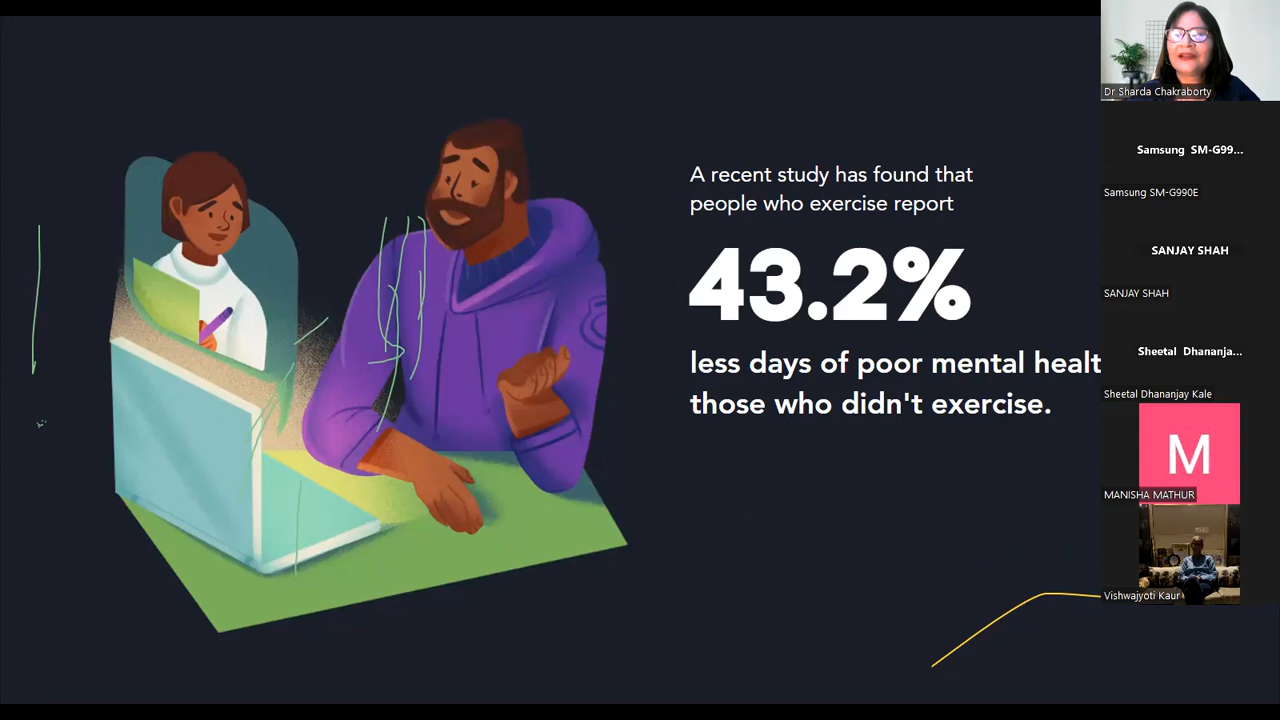 A recent study has found that
people who exercise report
43.2%
less days of poor mental healt
those who didn't exercise.
Dr Sharda Chakraborty
Samsung SM-G99...
Samsung SM-G990E
SANJAY SHAH
SANJAY SHAH
Sheetal Dhananja...
Sheetal Dhananjay Kale
M
MANISHA MATHUR
Vishwajyoti Kaur